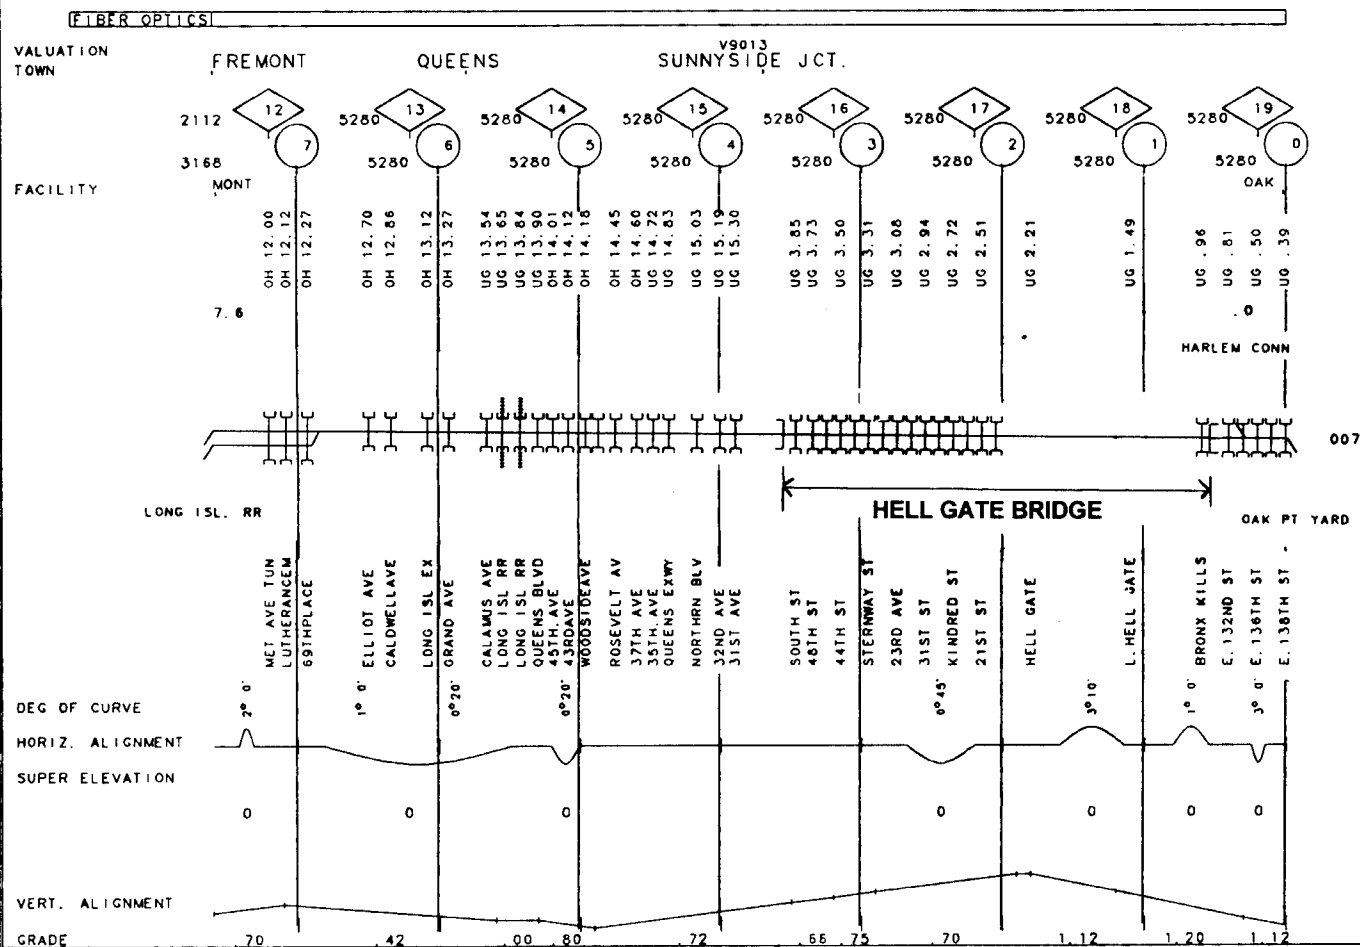 FIBER OPTICS
VALUATION V9013
TOWN FREMONT QUEENS SUNNYSIDE JCT.
12 13 14 15 16 17 18 19
2112 5280 5280 5280 5280 5280 5280 5280
7 6 5 4 3 2 1 0
3168 5280 5280 5280 5280 5280 5280 5280
FACILITY MONT OAK
OH 12.00
OH 12.12
OH 12.27
OH 12.70
OH 12.86
OH 13.12
OH 13.27
UG 13.54
UG 13.65
UG 13.84
UG 13.90
OH 14.01
OH 14.12
OH 14.18
OH 14.45
OH 14.60
UG 14.72
UG 14.83
UG 15.03
UG 15.19
UG 15.30
UG 3.85
UG 3.73
UG 3.50
UG 3.31
UG 3.08
UG 2.94
UG 2.72
UG 2.51
UG 2.21
UG 1.49
UG .96
UG .81
UG .50
UG .39
7.6 .0
HARLEM CONN
007
HELL GATE BRIDGE
LONG ISL. RR OAK PT YARD
MET AVE TUN
LUTHERANCEM
69THPLACE
ELLIOT AVE
CALDWELLAVE
LONG ISL EX
GRAND AVE
CALAMUS AVE
LONG ISL RR
LONG ISL RR
QUEENS BLVD
45TH.AVE
43RDAVE
WOODSIDEAVE
ROSEVELT AV
37TH AVE
35TH.AVE
QUEENS EXWY
NORTHRN BLV
32ND AVE
31ST AVE
SOUTH ST
48TH ST
44TH ST
STERNWAY ST
23RD AVE
31ST ST
KINDRED ST
21ST ST
HELL GATE
L.HELL GATE
BRONX KILLS
E.132ND ST
E.136TH ST
E.138TH ST
DEG OF CURVE 2° 0' 1° 0' 0°20' 0°20' 0°45' 3°10' 1° 0' 3° 0'
HORIZ. ALIGNMENT
SUPER ELEVATION
0 0 0 0 0 0 0
VERT. ALIGNMENT
GRADE .70 .42 .00 .80 .72 .66 .75 .70 1.12 1.20 1.12